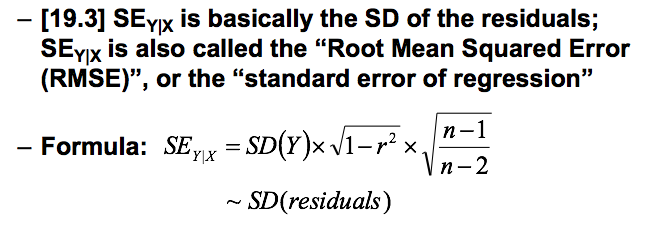 – [19.3] SEY|X is basically the SD of the residuals;
SEY|X is also called the “Root Mean Squared Error
(RMSE)”, or the “standard error of regression”
– Formula: SE_{Y|X} = SD(Y) × √(1−r²) × √((n−1)/(n−2))
~ SD(residuals)